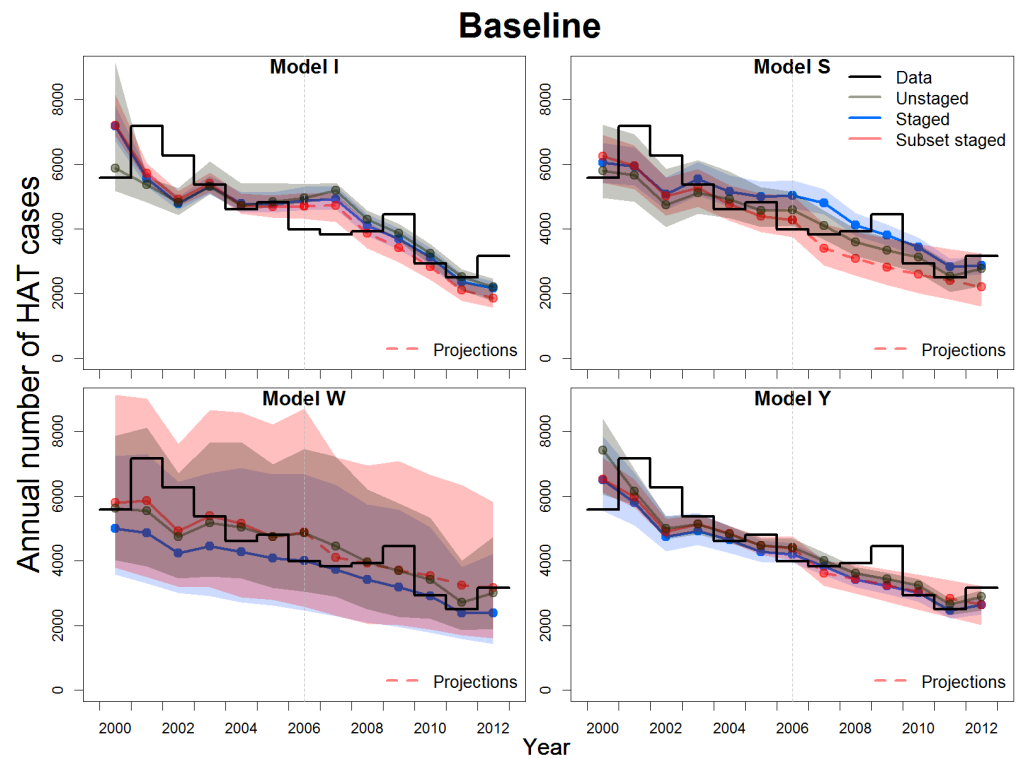 Baseline
Annual number of HAT cases
Model I
8000
6000
4000
2000
0
Projections
Model S
8000
6000
4000
2000
0
Data
Unstaged
Staged
Subset staged
Projections
Model W
8000
6000
4000
2000
0
Projections
2000 2002 2004 2006 2008 2010 2012
Model Y
8000
6000
4000
2000
0
Projections
2000 2002 2004 2006 2008 2010 2012
Year